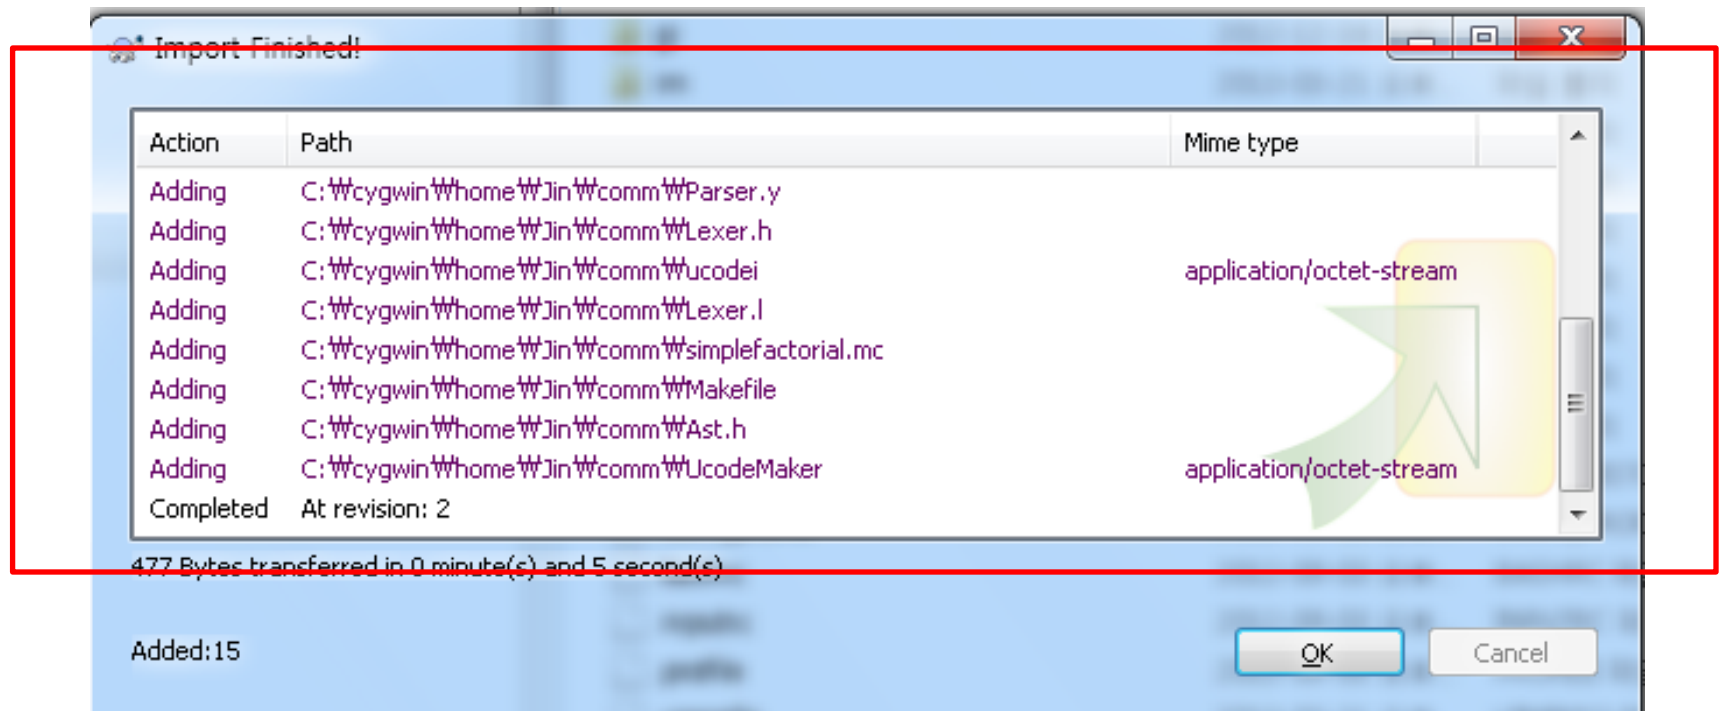 Import Finished!
Action Path Mime type
Adding C:₩cygwin₩home₩Jin₩comm₩Parser.y
Adding C:₩cygwin₩home₩Jin₩comm₩Lexer.h
Adding C:₩cygwin₩home₩Jin₩comm₩ucodei application/octet-stream
Adding C:₩cygwin₩home₩Jin₩comm₩Lexer.l
Adding C:₩cygwin₩home₩Jin₩comm₩simplefactorial.mc
Adding C:₩cygwin₩home₩Jin₩comm₩Makefile
Adding C:₩cygwin₩home₩Jin₩comm₩Ast.h
Adding C:₩cygwin₩home₩Jin₩comm₩UcodeMaker application/octet-stream
Completed At revision: 2
477 Bytes transferred in 0 minute(s) and 5 second(s)
Added:15
OK Cancel